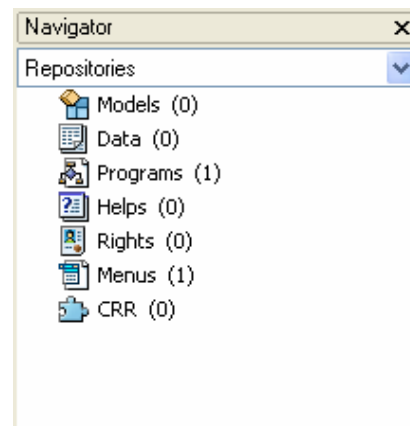 Navigator
Repositories
Models (0)
Data (0)
Programs (1)
Helps (0)
Rights (0)
Menus (1)
CRR (0)